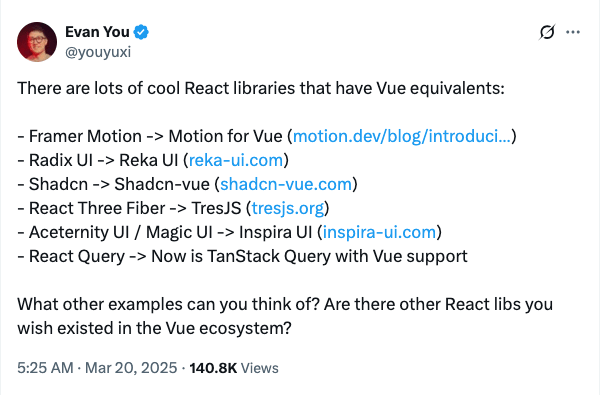 Evan You
@youyuxi
There are lots of cool React libraries that have Vue equivalents:
- Framer Motion -> Motion for Vue (motion.dev/blog/introduci...)
- Radix UI -> Reka UI (reka-ui.com)
- Shadcn -> Shadcn-vue (shadcn-vue.com)
- React Three Fiber -> TresJS (tresjs.org)
- Aceternity UI / Magic UI -> Inspira UI (inspira-ui.com)
- React Query -> Now is TanStack Query with Vue support
What other examples can you think of? Are there other React libs you
wish existed in the Vue ecosystem?
5:25 AM · Mar 20, 2025 · 140.8K Views